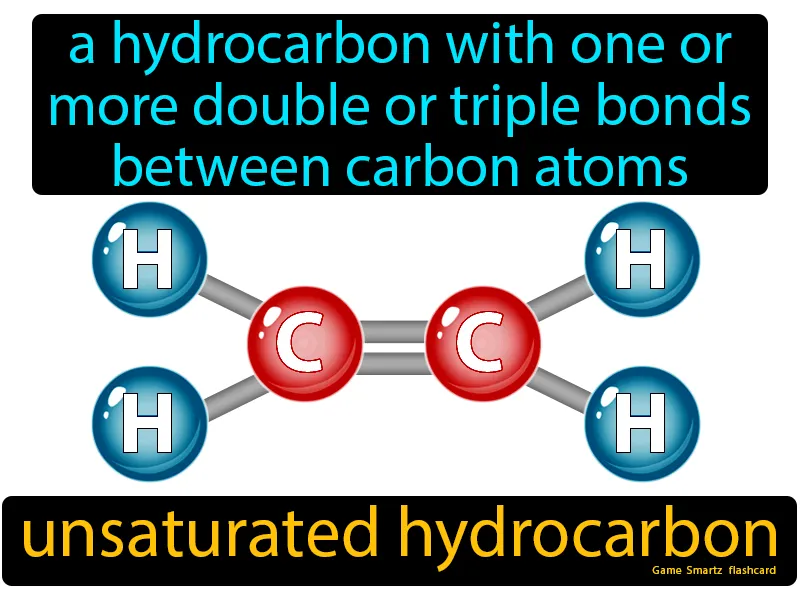 a hydrocarbon with one or
more double or triple bonds
between carbon atoms
H H
C C
H H
unsaturated hydrocarbon
Game Smartz flashcard